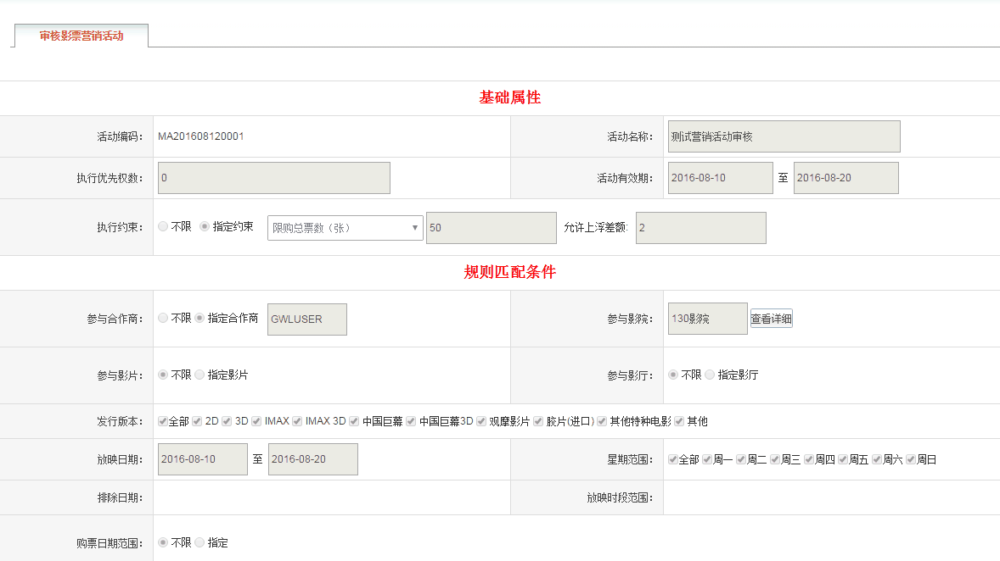 审核影票营销活动
基础属性
活动编码: MA201608120001 活动名称: 测试营销活动审核
执行优先权数: 0 活动有效期: 2016-08-10 至 2016-08-20
执行约束: 不限 指定约束 限购总票数（张） 50 允许上浮差额: 2
规则匹配条件
参与合作商: 不限 指定合作商 GWLUSER 参与影院: 130影院 查看详细
参与影片: 不限 指定影片 参与影厅: 不限 指定影厅
发行版本: 全部 2D 3D IMAX IMAX 3D 中国巨幕 中国巨幕3D 观摩影片 胶片(进口) 其他特种电影 其他
放映日期: 2016-08-10 至 2016-08-20 星期范围: 全部 周一 周二 周三 周四 周五 周六 周日
排除日期: 放映时段范围:
购票日期范围: 不限 指定